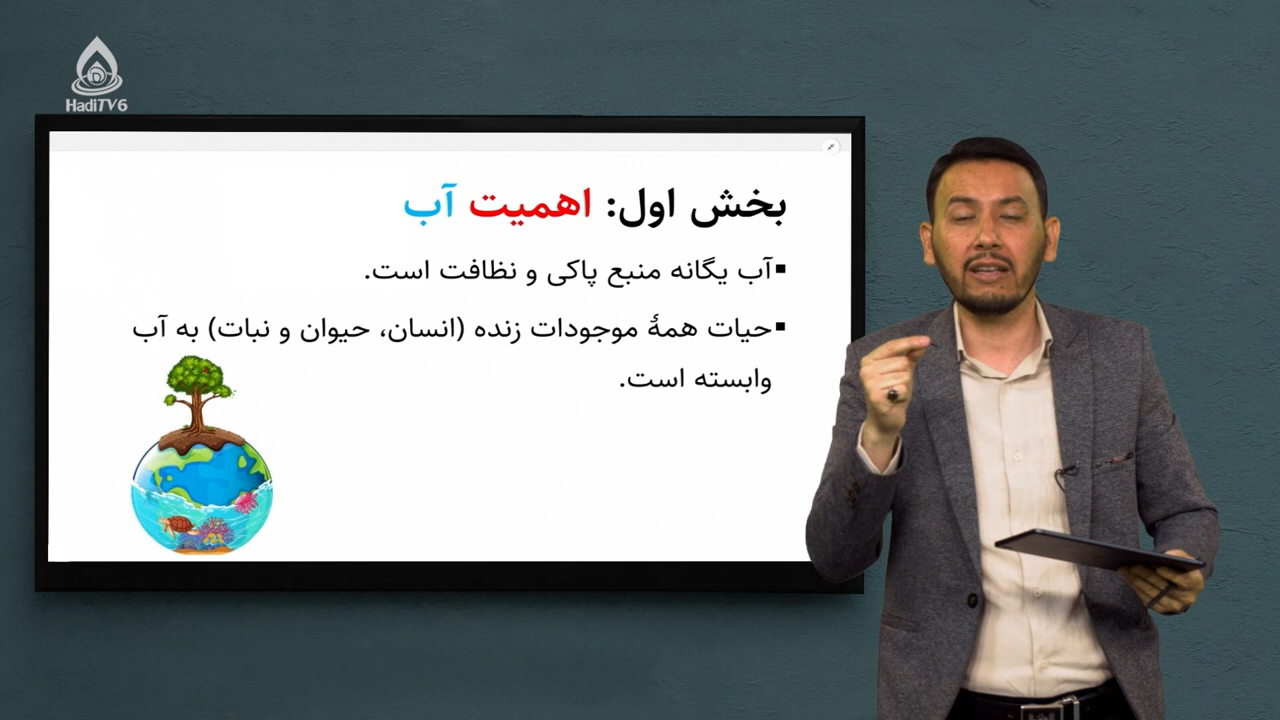 HadiTV6
بخش اول: اهمیت آب
▪آب یگانه منبع پاکی و نظافت است.
▪حیات همهٔ موجودات زنده (انسان، حیوان و نبات) به آب
وابسته است.